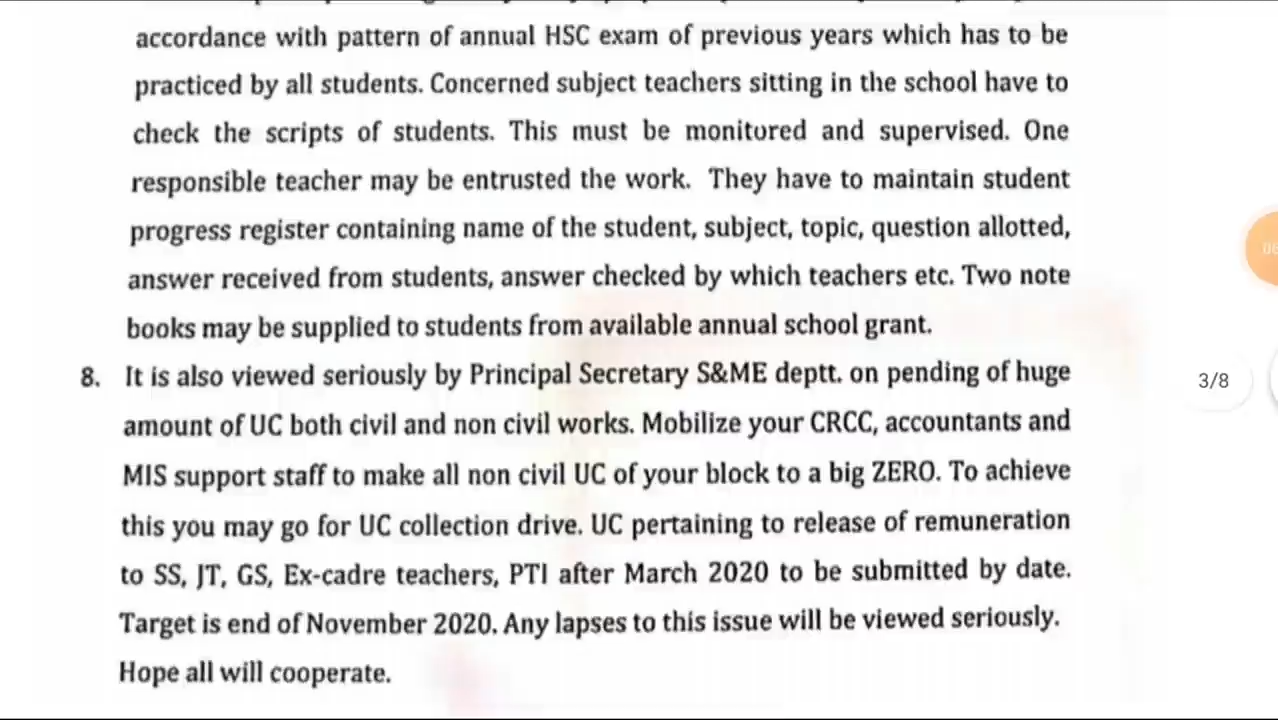 accordance with pattern of annual HSC exam of previous years which has to be
practiced by all students. Concerned subject teachers sitting in the school have to
check the scripts of students. This must be monitored and supervised. One
responsible teacher may be entrusted the work. They have to maintain student
progress register containing name of the student, subject, topic, question allotted,
answer received from students, answer checked by which teachers etc. Two note
books may be supplied to students from available annual school grant.
8. It is also viewed seriously by Principal Secretary S&ME deptt. on pending of huge
amount of UC both civil and non civil works. Mobilize your CRCC, accountants and
MIS support staff to make all non civil UC of your block to a big ZERO. To achieve
this you may go for UC collection drive. UC pertaining to release of remuneration
to SS, JT, GS, Ex-cadre teachers, PTI after March 2020 to be submitted by date.
Target is end of November 2020. Any lapses to this issue will be viewed seriously.
Hope all will cooperate.
3/8